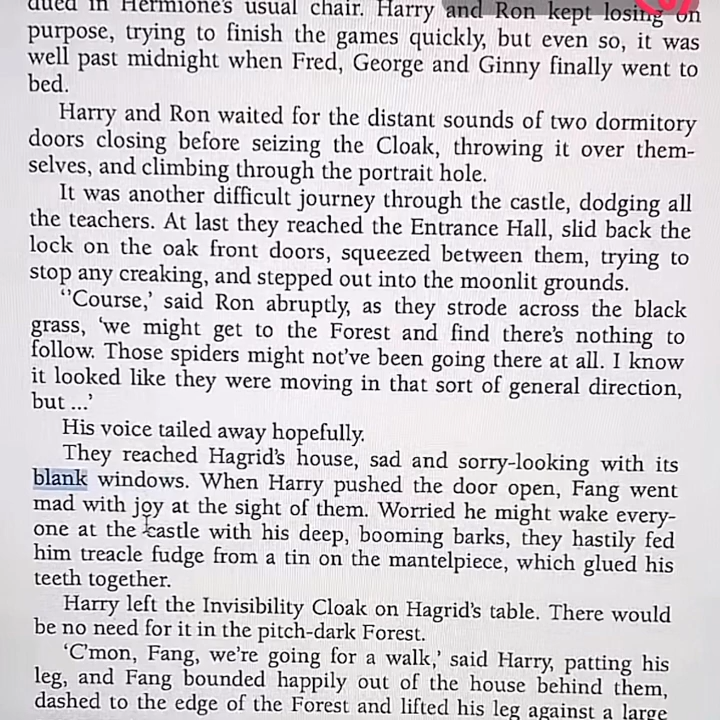 dued in Hermione's usual chair. Harry and Ron kept losing on
purpose, trying to finish the games quickly, but even so, it was
well past midnight when Fred, George and Ginny finally went to
bed.
Harry and Ron waited for the distant sounds of two dormitory
doors closing before seizing the Cloak, throwing it over them-
selves, and climbing through the portrait hole.
It was another difficult journey through the castle, dodging all
the teachers. At last they reached the Entrance Hall, slid back the
lock on the oak front doors, squeezed between them, trying to
stop any creaking, and stepped out into the moonlit grounds.
‘'Course,’ said Ron abruptly, as they strode across the black
grass, ‘we might get to the Forest and find there's nothing to
follow. Those spiders might not've been going there at all. I know
it looked like they were moving in that sort of general direction,
but ...’
His voice tailed away hopefully.
They reached Hagrid's house, sad and sorry-looking with its
blank windows. When Harry pushed the door open, Fang went
mad with joy at the sight of them. Worried he might wake every-
one at the castle with his deep, booming barks, they hastily fed
him treacle fudge from a tin on the mantelpiece, which glued his
teeth together.
Harry left the Invisibility Cloak on Hagrid's table. There would
be no need for it in the pitch-dark Forest.
‘C'mon, Fang, we're going for a walk,’ said Harry, patting his
leg, and Fang bounded happily out of the house behind them,
dashed to the edge of the Forest and lifted his leg against a large